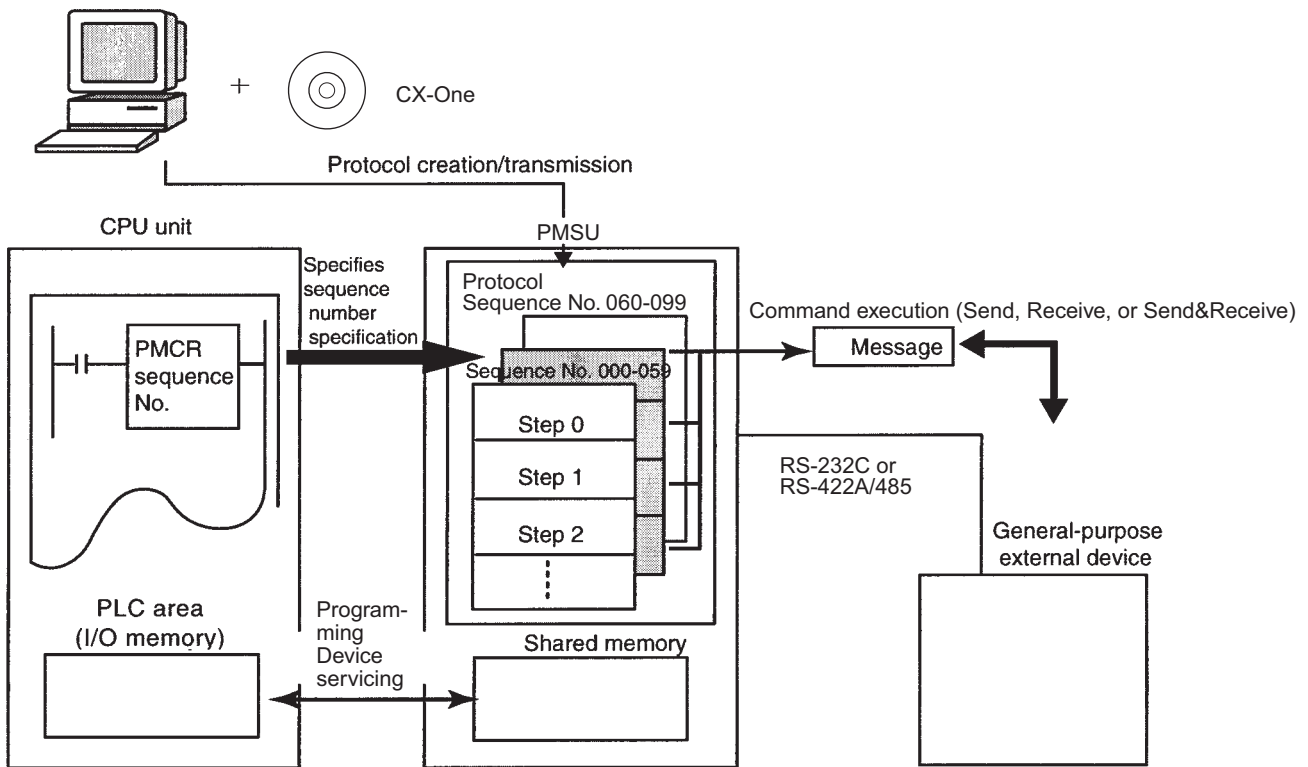 +
CX-One
Protocol creation/transmission
CPU unit
PMSU
Specifies
sequence
number
specification
PMCR
sequence
No.
Protocol
Sequence No. 060-099
Sequence No. 000-059
Step 0
Step 1
Step 2
Command execution (Send, Receive, or Send&Receive)
Message
RS-232C or
RS-422A/485
General-purpose
external device
PLC area
(I/O memory)
Program-
ming
Device
servicing
Shared memory